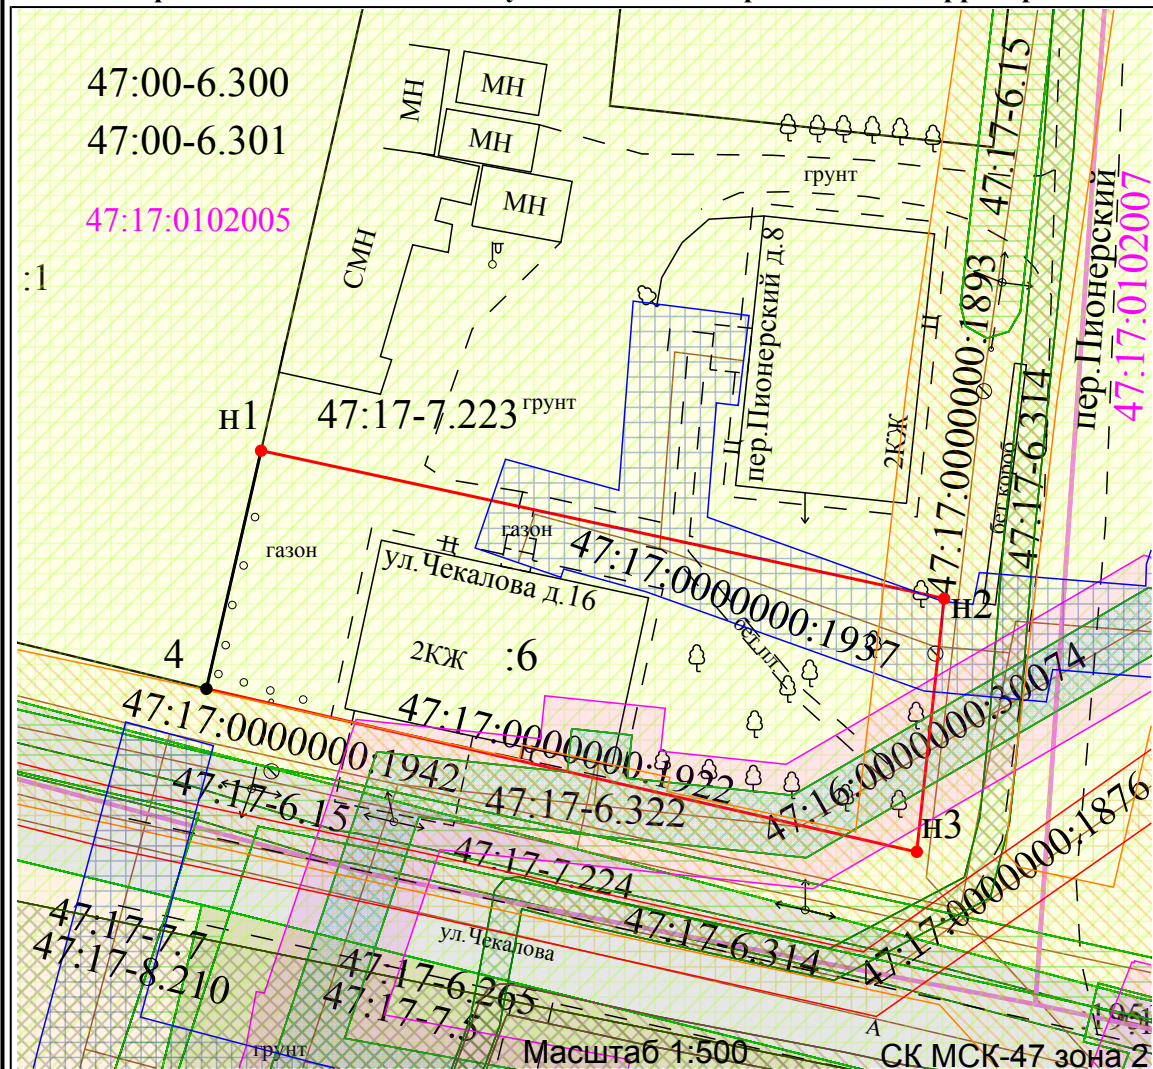 47:00-6.300
47:00-6.301
47:17:0102005
:1
МН
МН
МН
МН
СМН
грунт
47:17-6.15
пер.Пионерский
47:17:0102007
пер.Пионерский д.8
Ц
Ц
2КЖ
47:17:0000000:1893
бет.короб
47:17-6.314
н1
47:17-7.223
грунт
газон
газон
н
ул.Чекалова д.16
47:17:0000000:1937
н2
2КЖ
:6
бет.пл.
4
47:17:0000000:1942
47:17:0000000:1922
47:16:0000000:30074
47:17-6.15
47:17-6.322
н3
47:17:0000000:1876
47:17-7.224
47:17-6.314
ул.Чекалова
47:17-7.7
47:17-8.210
47:17-6.265
47:17-7.5
грунт
А
Масштаб 1:500
СК МСК-47 зона 2